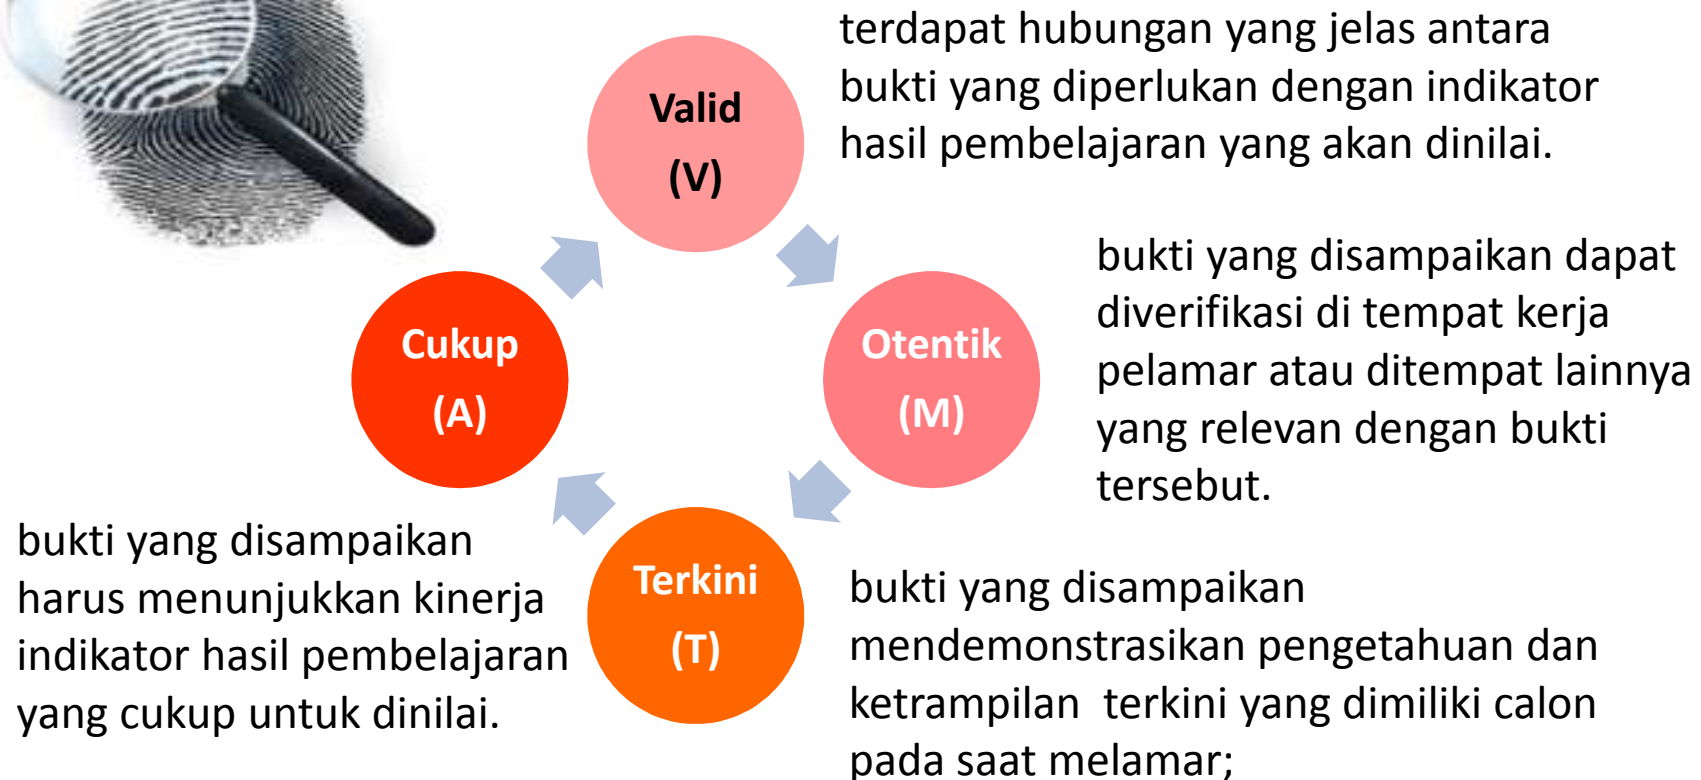 Valid
(V)
terdapat hubungan yang jelas antara
bukti yang diperlukan dengan indikator
hasil pembelajaran yang akan dinilai.
Otentik
(M)
bukti yang disampaikan dapat
diverifikasi di tempat kerja
pelamar atau ditempat lainnya
yang relevan dengan bukti
tersebut.
Terkini
(T)
bukti yang disampaikan
mendemonstrasikan pengetahuan dan
ketrampilan  terkini yang dimiliki calon
pada saat melamar;
Cukup
(A)
bukti yang disampaikan
harus menunjukkan kinerja
indikator hasil pembelajaran
yang cukup untuk dinilai.